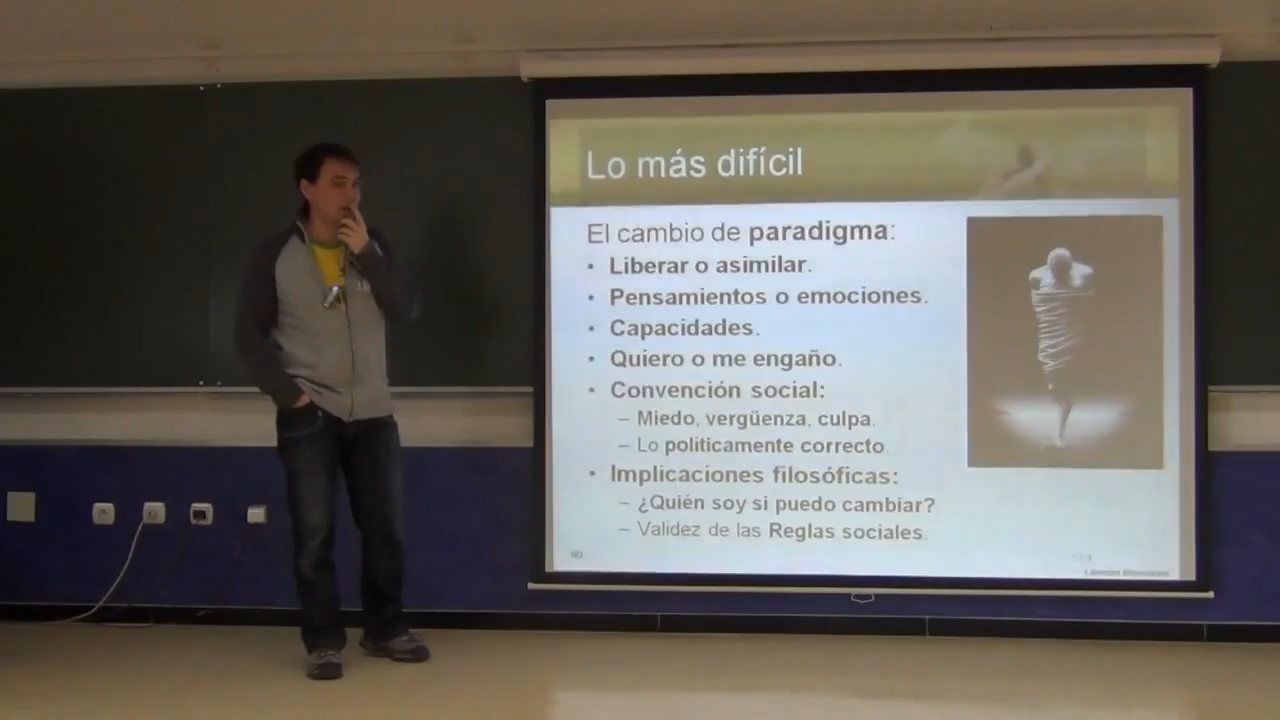 Lo más difícil
El cambio de paradigma:
• Liberar o asimilar.
• Pensamientos o emociones.
• Capacidades.
• Quiero o me engaño.
• Convención social:
– Miedo, vergüenza, culpa.
– Lo politicamente correcto.
• Implicaciones filosóficas:
– ¿Quién soy si puedo cambiar?
– Validez de las Reglas sociales.